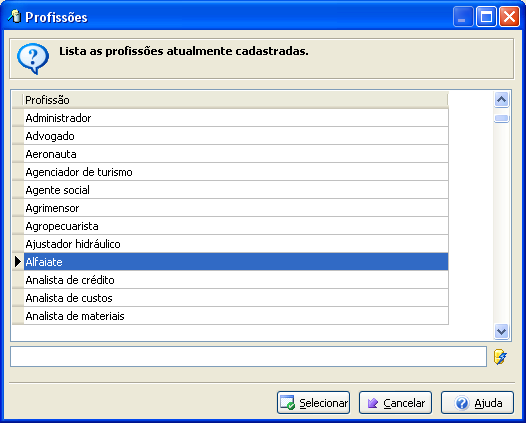 Profissões
Lista as profissões atualmente cadastradas.
Profissão
Administrador
Advogado
Aeronauta
Agenciador de turismo
Agente social
Agrimensor
Agropecuarista
Ajustador hidráulico
Alfaiate
Analista de crédito
Analista de custos
Analista de materiais
Selecionar Cancelar Ajuda